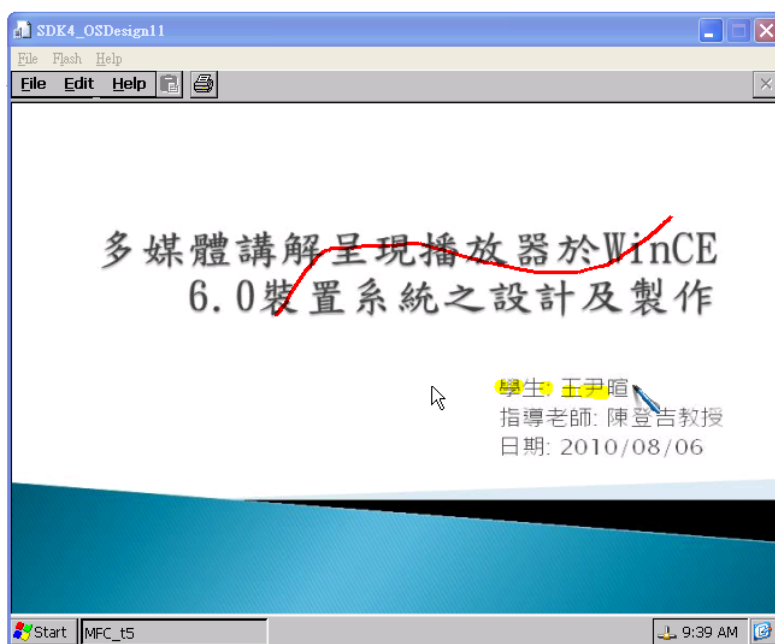 SDK4_OSDesign11
File Flash Help
File Edit Help
多媒體講解呈現播放器於WinCE
6.0裝置系統之設計及製作
學生: 王尹暄
指導老師: 陳登吉教授
日期: 2010/08/06
Start MFC_t5 9:39 AM